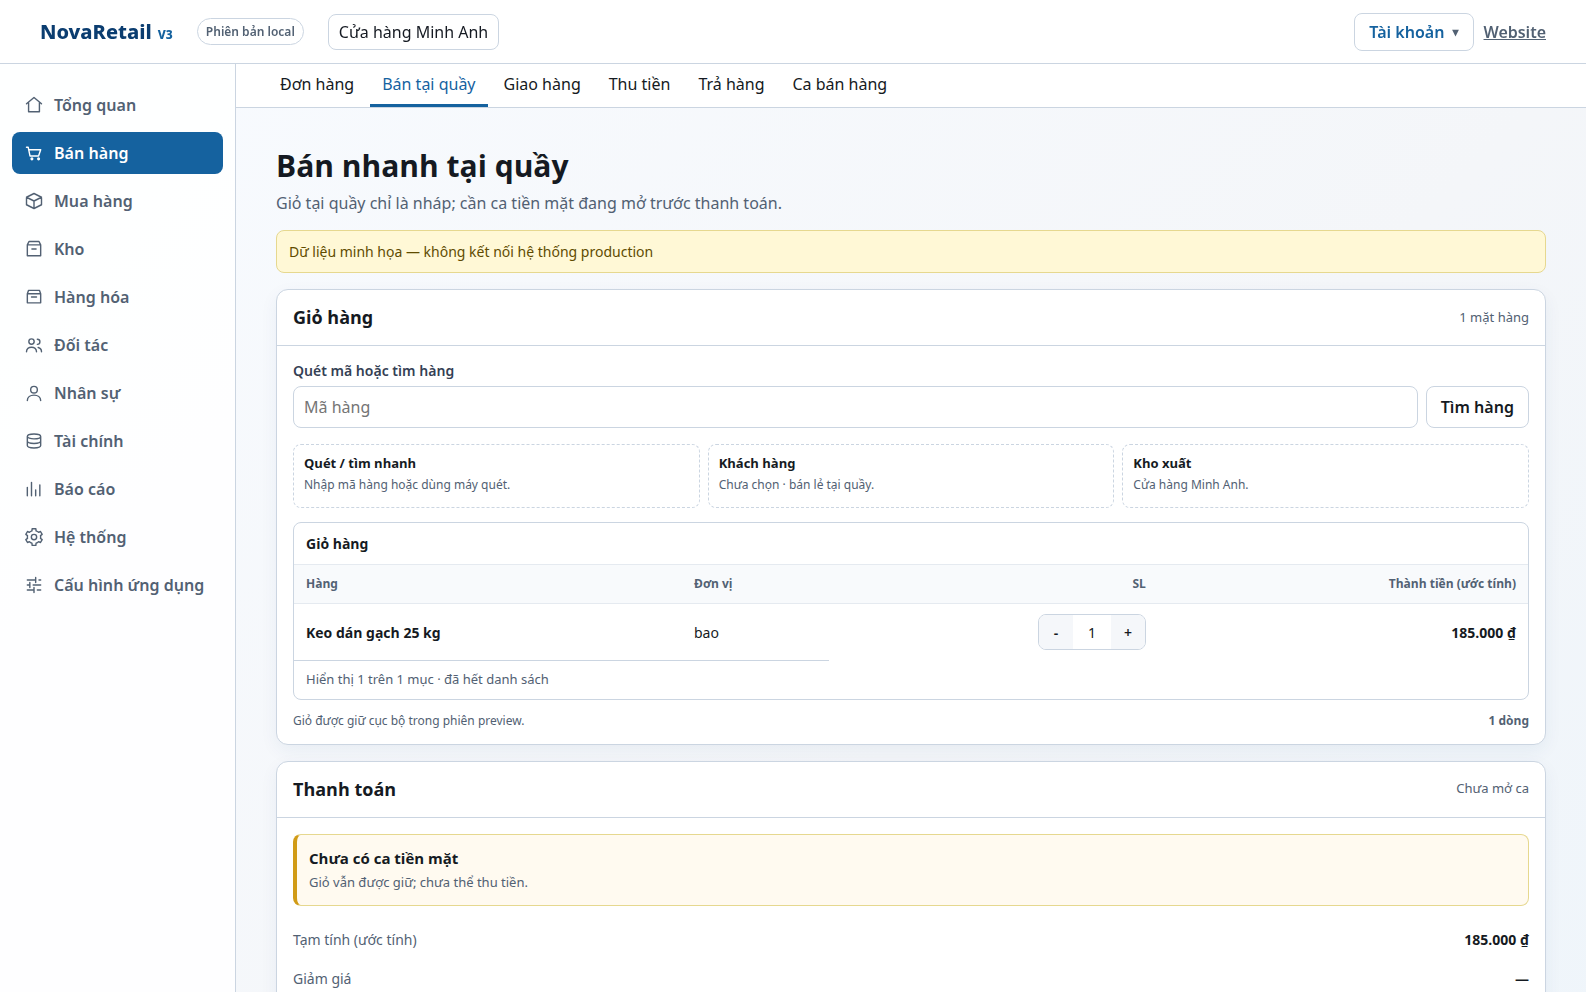 NovaRetail V3
Phiên bản local
Cửa hàng Minh Anh
Tài khoản ▾
Website
Tổng quan
Bán hàng
Mua hàng
Kho
Hàng hóa
Đối tác
Nhân sự
Tài chính
Báo cáo
Hệ thống
Cấu hình ứng dụng
Đơn hàng
Bán tại quầy
Giao hàng
Thu tiền
Trả hàng
Ca bán hàng
Bán nhanh tại quầy
Giỏ tại quầy chỉ là nháp; cần ca tiền mặt đang mở trước thanh toán.
Dữ liệu minh họa — không kết nối hệ thống production
Giỏ hàng
1 mặt hàng
Quét mã hoặc tìm hàng
Mã hàng
Tìm hàng
Quét / tìm nhanh
Nhập mã hàng hoặc dùng máy quét.
Khách hàng
Chưa chọn · bán lẻ tại quầy.
Kho xuất
Cửa hàng Minh Anh.
Giỏ hàng
Hàng
Đơn vị
SL
Thành tiền (ước tính)
Keo dán gạch 25 kg
bao
- 1 +
185.000 ₫
Hiển thị 1 trên 1 mục · đã hết danh sách
Giỏ được giữ cục bộ trong phiên preview.
1 dòng
Thanh toán
Chưa mở ca
Chưa có ca tiền mặt
Giỏ vẫn được giữ; chưa thể thu tiền.
Tạm tính (ước tính)
185.000 ₫
Giảm giá
—